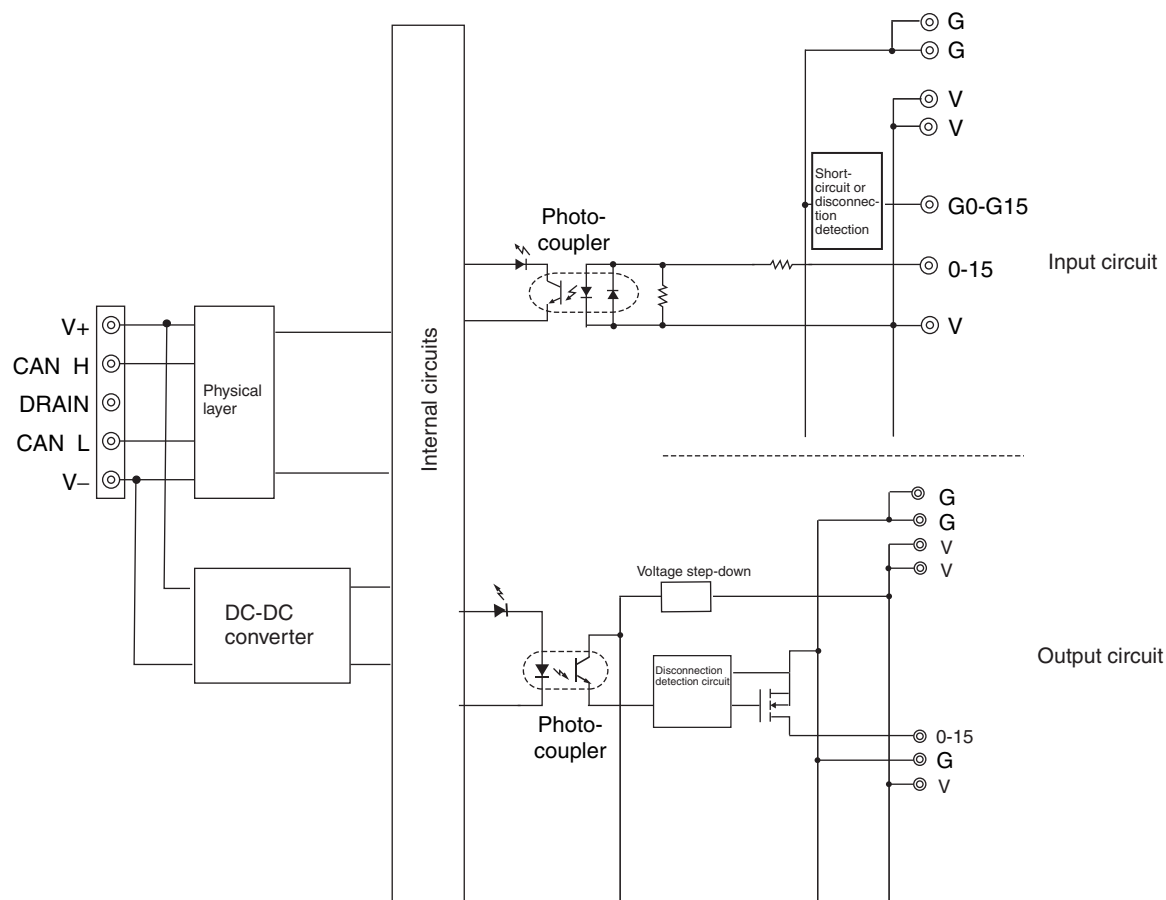 G
G
V
V
Short-
circuit or
disconnec-
tion
detection
G0-G15
Photo-
coupler
0-15
Input circuit
V
V+
CAN H
DRAIN
CAN L
V–
Physical
layer
Internal circuits
G
G
V
V
Voltage step-down
DC-DC
converter
Output circuit
Disconnection
detection circuit
Photo-
coupler
0-15
G
V